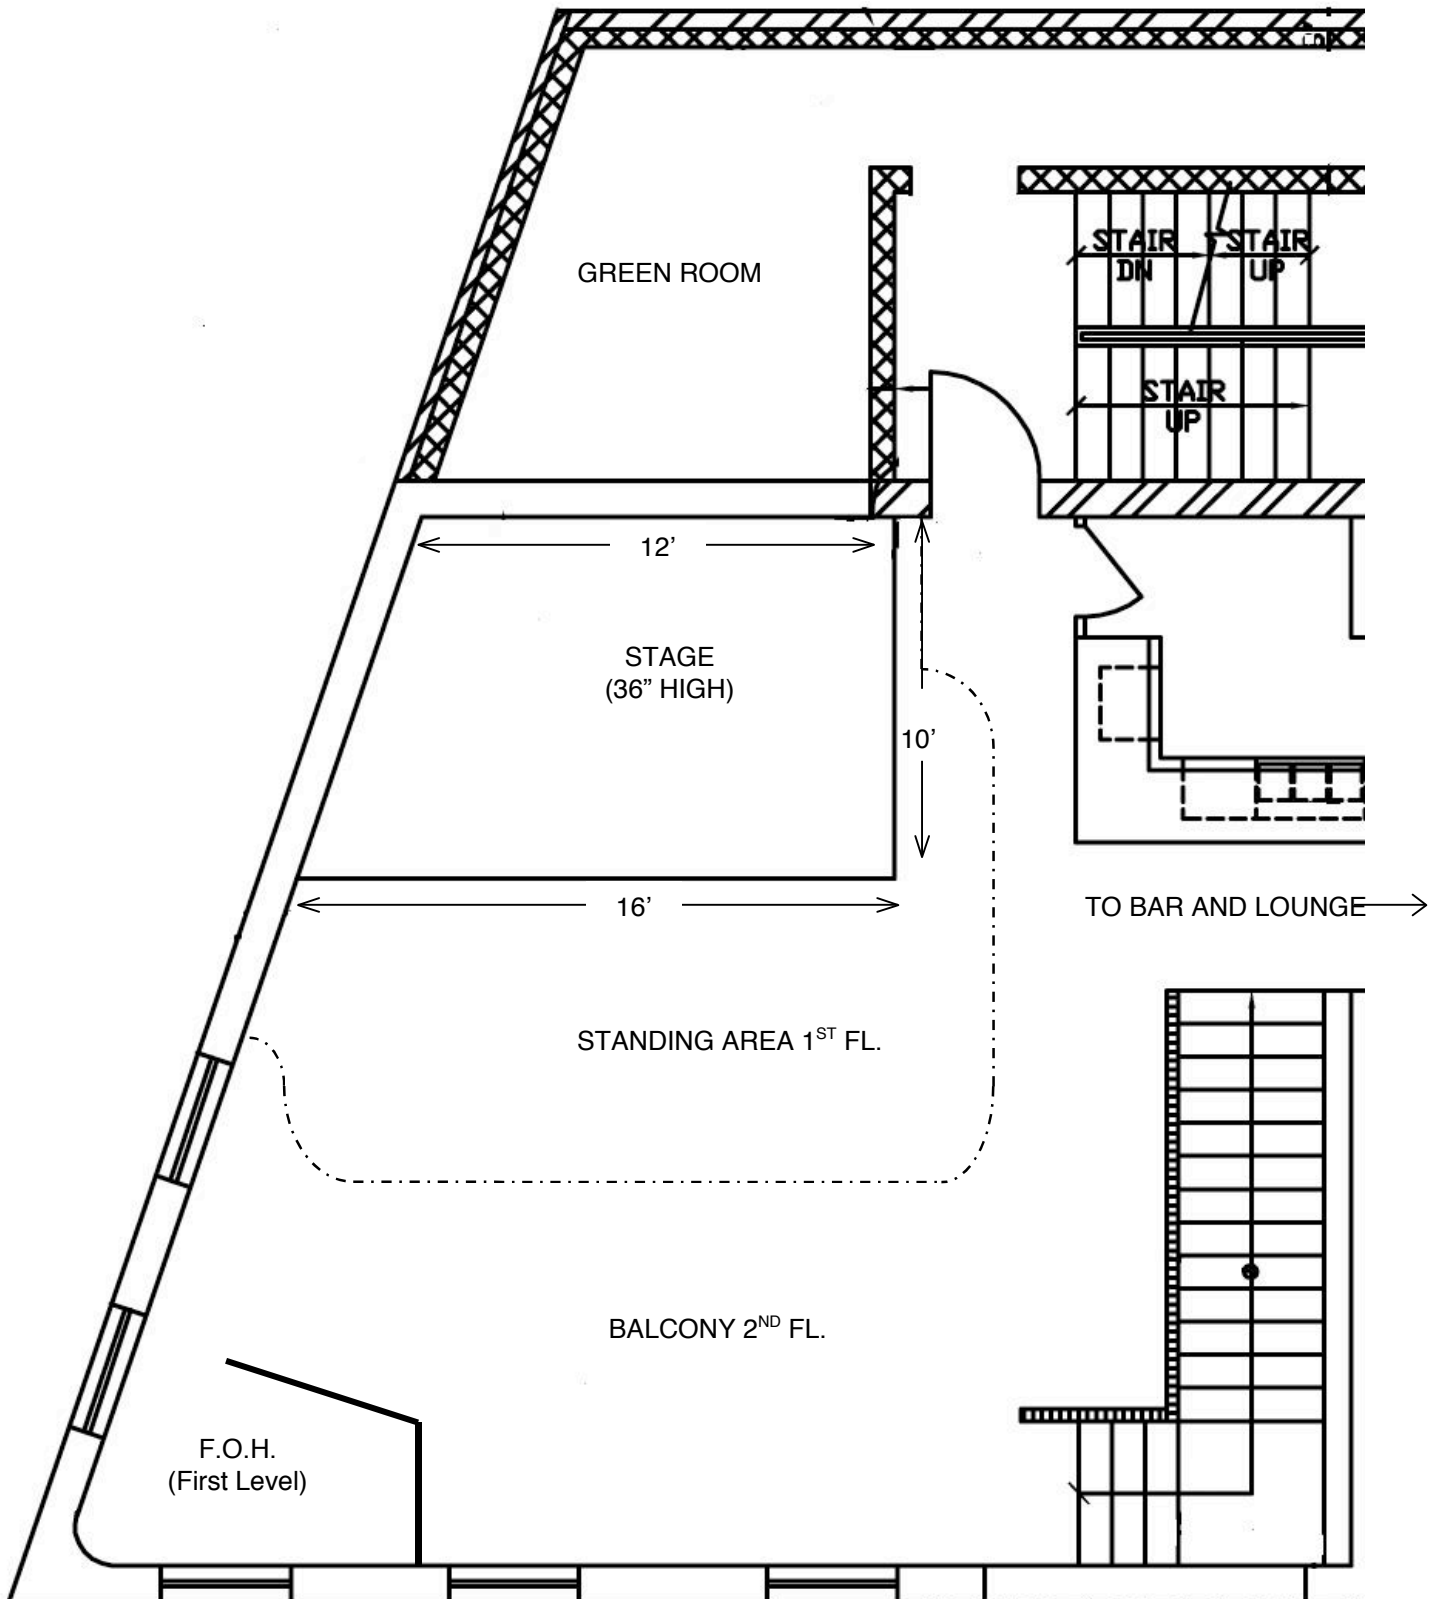 GREEN ROOM
STAIR
DN
STAIR
UP
STAIR
UP
12’
STAGE
(36” HIGH)
10’
16’
TO BAR AND LOUNGE
STANDING AREA 1ST FL.
BALCONY 2ND FL.
F.O.H.
(First Level)